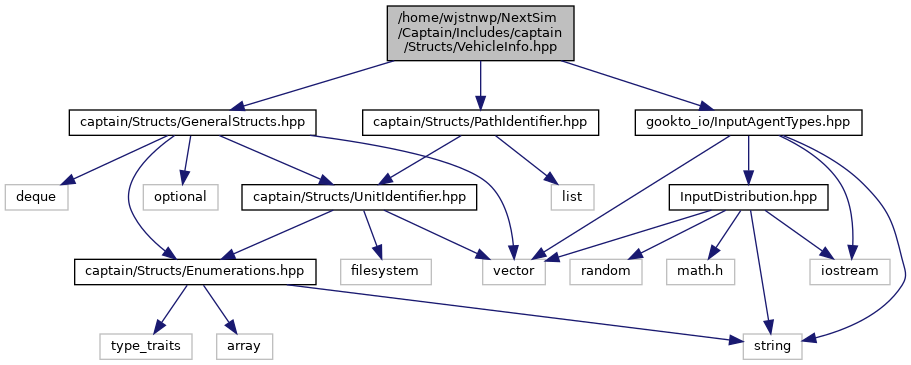 /home/wjstnwp/NextSim
/Captain/Includes/captain
/Structs/VehicleInfo.hpp
captain/Structs/GeneralStructs.hpp
captain/Structs/PathIdentifier.hpp
gookto_io/InputAgentTypes.hpp
deque
optional
captain/Structs/UnitIdentifier.hpp
list
InputDistribution.hpp
captain/Structs/Enumerations.hpp
filesystem
vector
random
math.h
iostream
type_traits
array
string